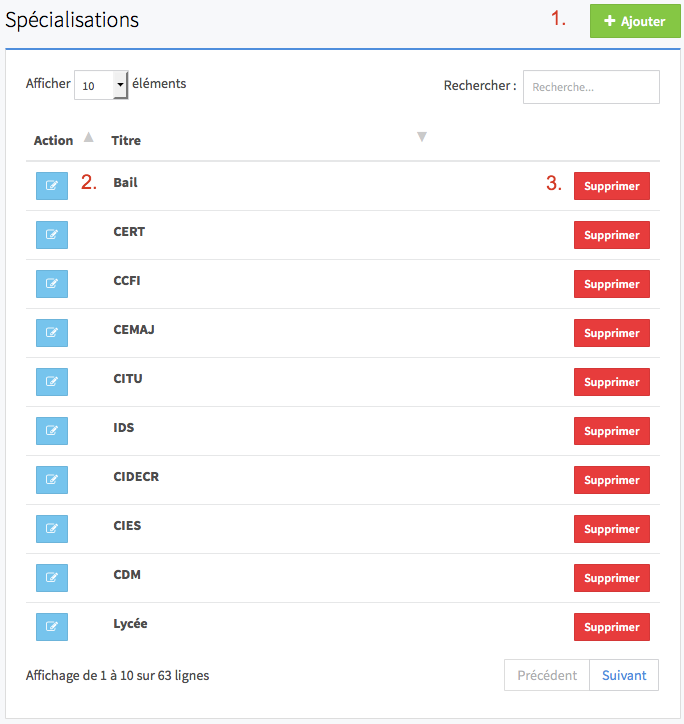 Spécialisations 1. Ajouter
Afficher 10 éléments Rechercher : Recherche...
Action Titre
2. Bail 3. Supprimer
CERT Supprimer
CCFI Supprimer
CEMAJ Supprimer
CITU Supprimer
IDS Supprimer
CIDECR Supprimer
CIES Supprimer
CDM Supprimer
Lycée Supprimer
Affichage de 1 à 10 sur 63 lignes Précédent Suivant